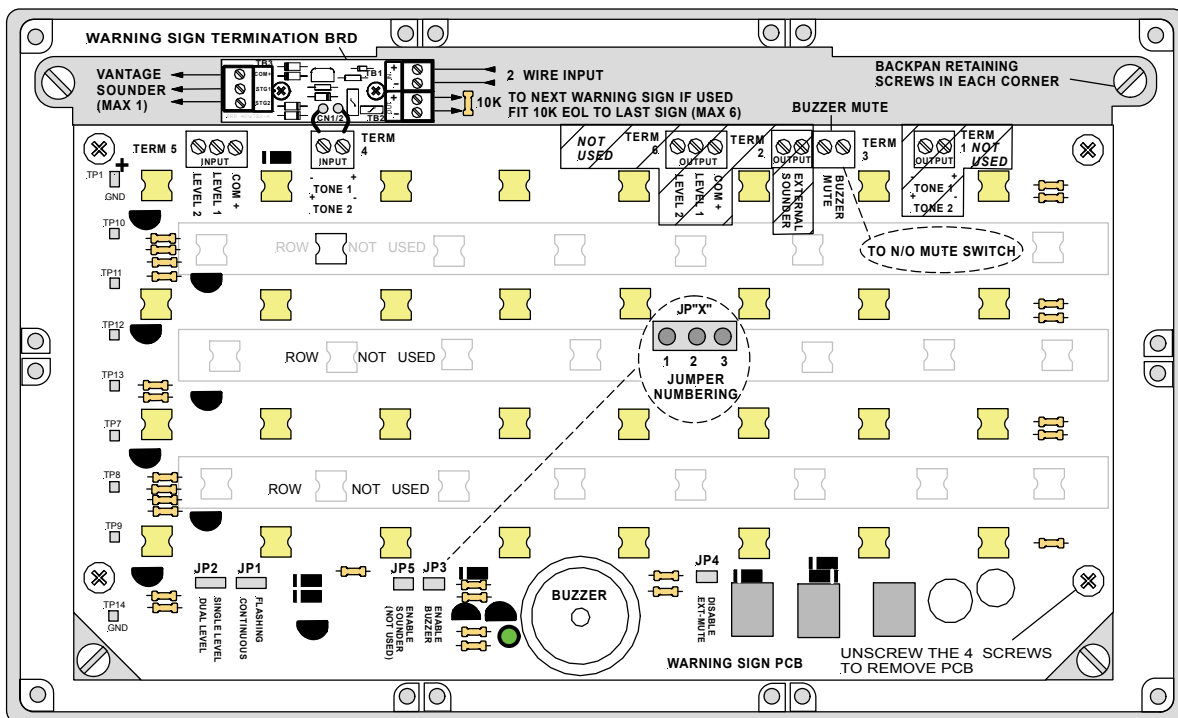 WARNING SIGN TERMINATION BRD
VANTAGE
SOUNDER
(MAX 1)
TB3
COM+
STG1
STG2
CN1/2
TB1
TB2
+
-
+
-
2 WIRE INPUT
10K
TO NEXT WARNING SIGN IF USED
FIT 10K EOL TO LAST SIGN (MAX 6)
BACKPAN RETAINING
SCREWS IN EACH CORNER
BUZZER MUTE
TERM 5
INPUT
LEVEL 2
LEVEL 1
COM +
TERM
4
INPUT
- +
TONE 1
+ -
TONE 2
NOT
USED
TERM
6
OUTPUT
LEVEL 2
LEVEL 1
COM +
TERM
2
OUTPUT
EXTERNAL
SOUNDER
TERM
3
BUZZER
MUTE
TERM
1
NOT
USED
OUTPUT
- +
TONE 1
+ -
TONE 2
TO N/O MUTE SWITCH
+
TP1
GND
TP10
TP11
TP12
TP13
TP7
TP8
TP9
TP14
GND
ROW NOT USED
ROW NOT USED
ROW NOT USED
JP"X"
1 2 3
JUMPER
NUMBERING
JP2
SINGLE LEVEL
DUAL LEVEL
JP1
FLASHING
CONTINUOUS
JP5
ENABLE
SOUNDER
(NOT USED)
JP3
ENABLE
BUZZER
BUZZER
JP4
DISABLE
EXT-MUTE
WARNING SIGN PCB
UNSCREW THE 4 SCREWS
TO REMOVE PCB